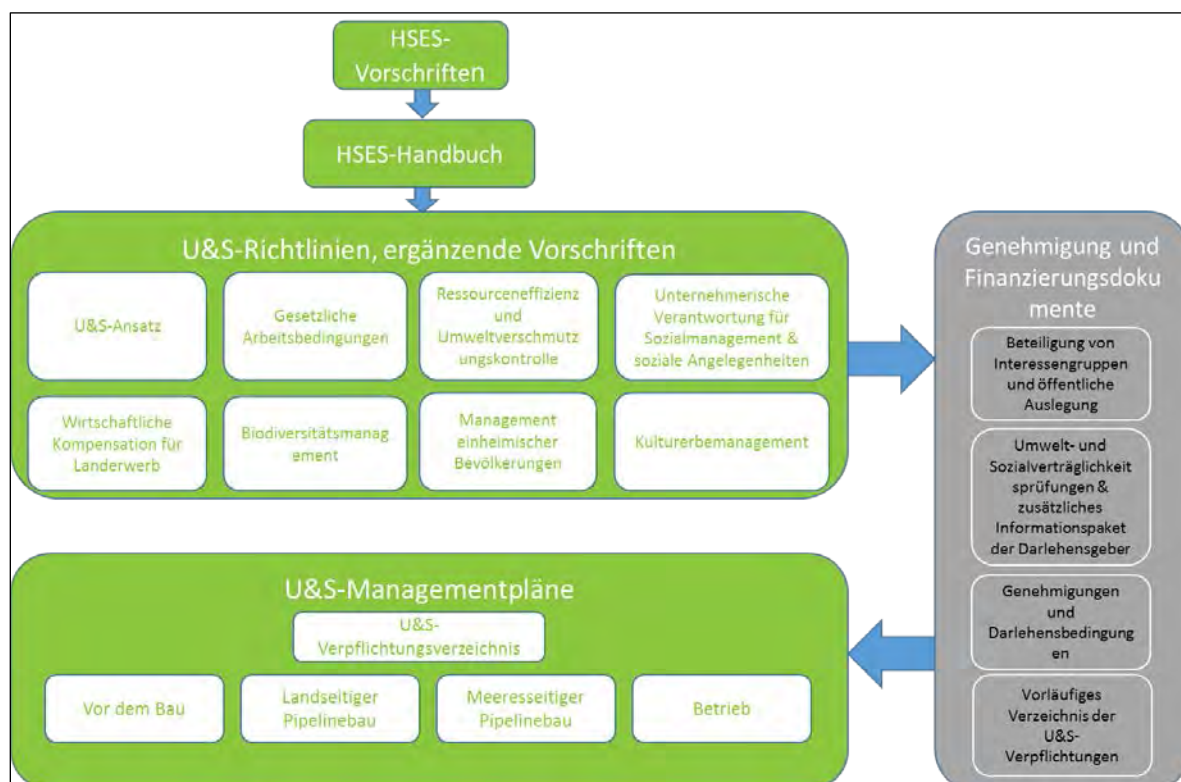 HSES-
Vorschriften
HSES-Handbuch
U&S-Richtlinien, ergänzende Vorschriften
U&S-Ansatz
Gesetzliche
Arbeitsbedingungen
Ressourceneffizienz
und
Umweltverschmutz
ungskontrolle
Unternehmerische
Verantwortung für
Sozialmanagement &
soziale Angelegenheiten
Wirtschaftliche
Kompensation für
Landerwerb
Biodiversitätsmanag
ement
Management
einheimischer
Bevölkerungen
Kulturerbemanagement
Genehmigung und
Finanzierungsdoku
mente
Beteiligung von
Interessengruppen
und öffentliche
Auslegung
Umwelt- und
Sozialverträglichkeit
sprüfungen &
zusätzliches
Informationspaket
der Darlehensgeber
Genehmigungen
und
Darlehensbedingung
en
Vorläufiges
Verzeichnis der
U&S-
Verpflichtungen
U&S-Managementpläne
U&S-
Verpflichtungsverzeichnis
Vor dem Bau
Landseitiger
Pipelinebau
Meeresseitiger
Pipelinebau
Betrieb